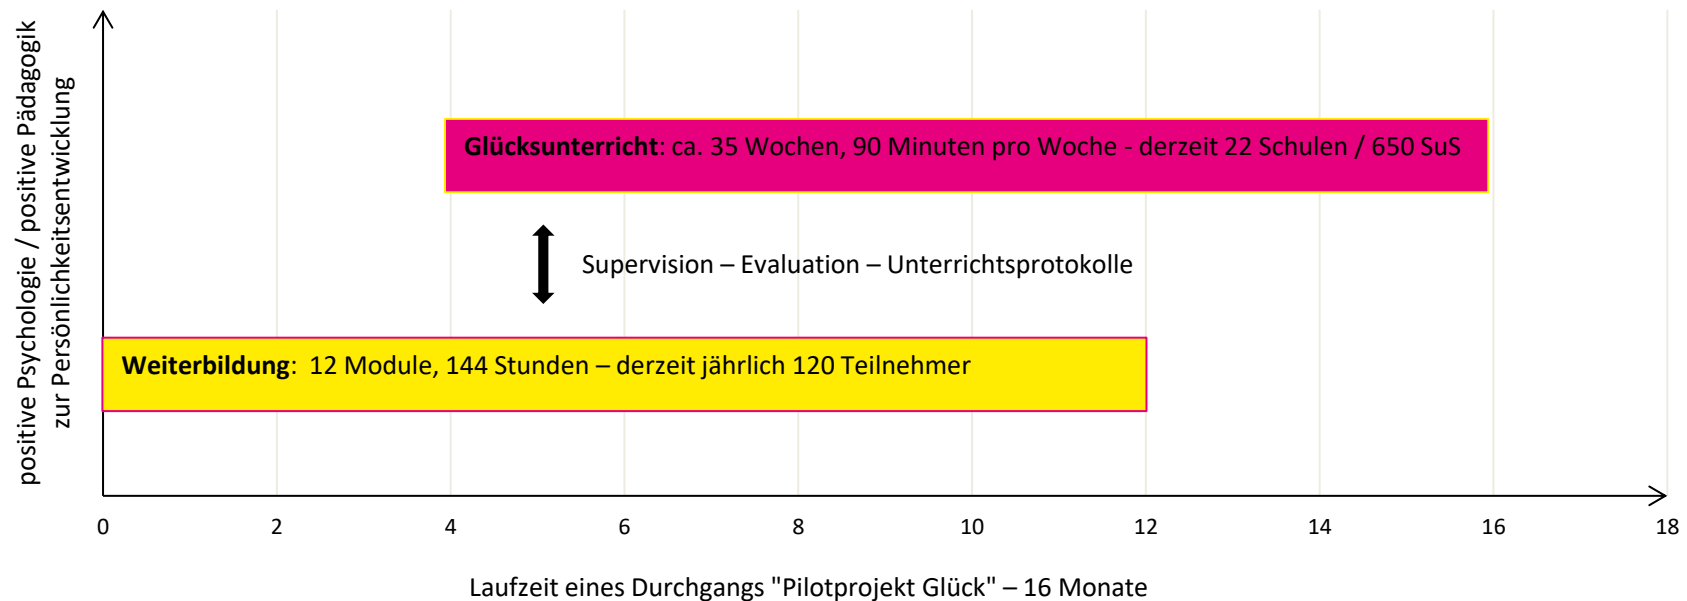 positive Psychologie / positive Pädagogik
zur Persönlichkeitsentwicklung
Glücksunterricht: ca. 35 Wochen, 90 Minuten pro Woche - derzeit 22 Schulen / 650 SuS
Supervision – Evaluation – Unterrichtsprotokolle
Weiterbildung: 12 Module, 144 Stunden – derzeit jährlich 120 Teilnehmer
0 2 4 6 8 10 12 14 16 18
Laufzeit eines Durchgangs "Pilotprojekt Glück" – 16 Monate